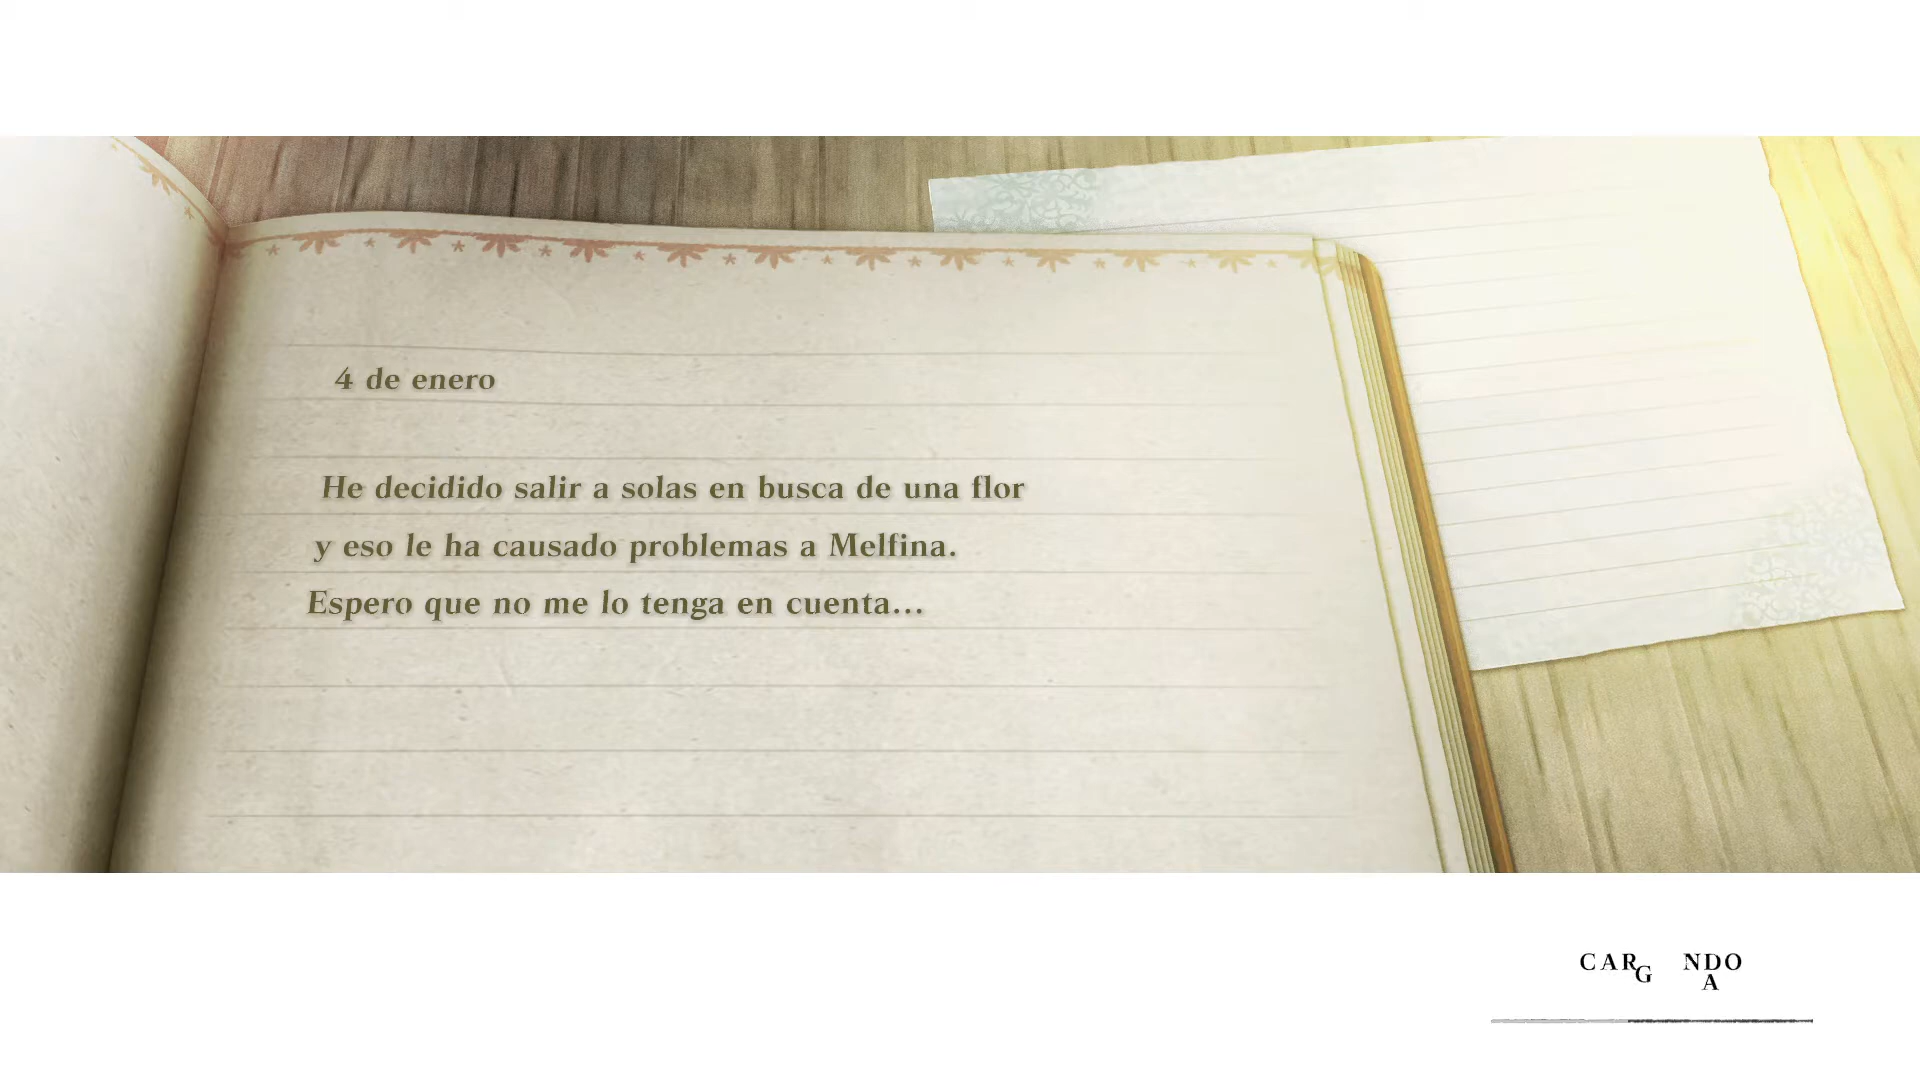 4 de enero
He decidido salir a solas en busca de una flor
y eso le ha causado problemas a Melfina.
Espero que no me lo tenga en cuenta...
CARGANDO